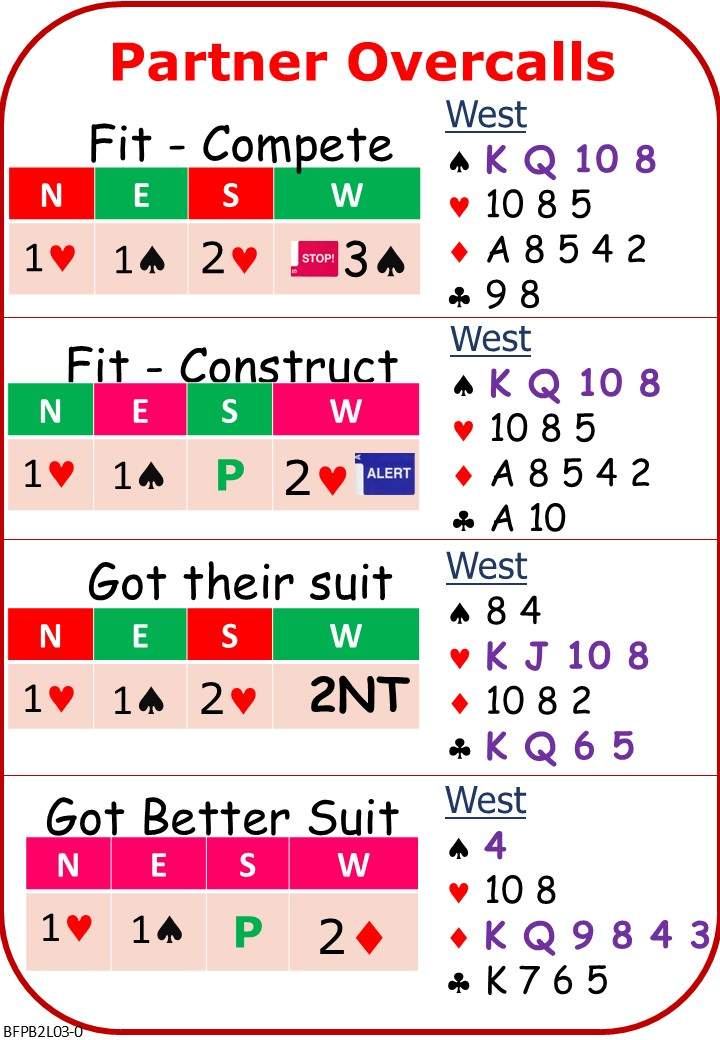 Partner Overcalls
Fit - Compete
N E S W
1♥ 1♠ 2♥ STOP! 3♠
West
♠ K Q 10 8
♥ 10 8 5
♦ A 8 5 4 2
♣ 9 8
Fit - Construct
N E S W
1♥ 1♠ P 2♥ ALERT
West
♠ K Q 10 8
♥ 10 8 5
♦ A 8 5 4 2
♣ A 10
Got their suit
N E S W
1♥ 1♠ 2♥ 2NT
West
♠ 8 4
♥ K J 10 8
♦ 10 8 2
♣ K Q 6 5
Got Better Suit
N E S W
1♥ 1♠ P 2♦
West
♠ 4
♥ 10 8
♦ K Q 9 8 4 3
♣ K 7 6 5
BFPB2L03-0